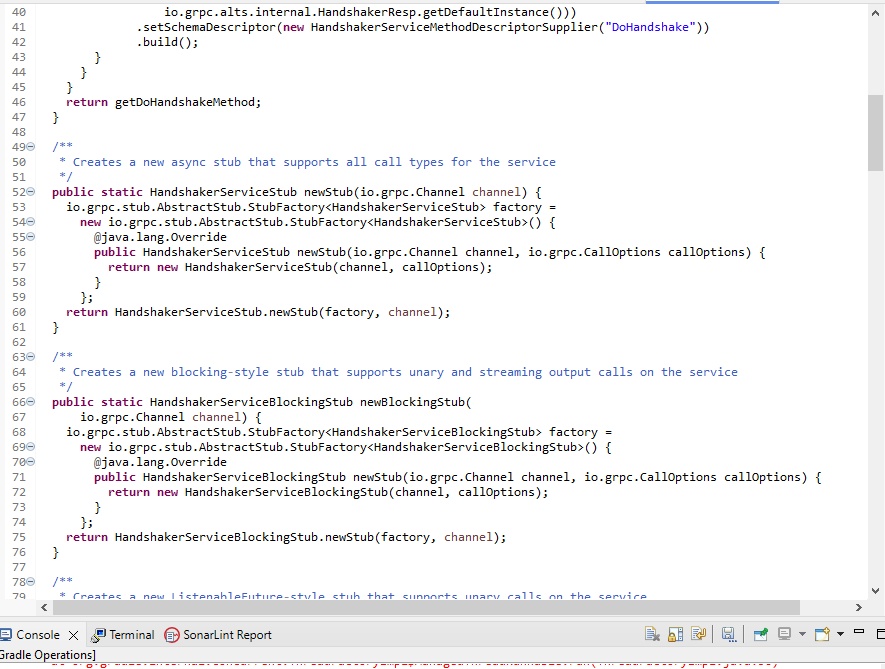 40 io.grpc.alts.internal.HandshakerResp.getDefaultInstance()))
41 .setSchemaDescriptor(new HandshakerServiceMethodDescriptorSupplier("DoHandshake"))
42 .build();
43 }
44 }
45 }
46 return getDoHandshakeMethod;
47 }
48
49 /**
50 * Creates a new async stub that supports all call types for the service
51 */
52 public static HandshakerServiceStub newStub(io.grpc.Channel channel) {
53 io.grpc.stub.AbstractStub.StubFactory<HandshakerServiceStub> factory =
54 new io.grpc.stub.AbstractStub.StubFactory<HandshakerServiceStub>() {
55 @java.lang.Override
56 public HandshakerServiceStub newStub(io.grpc.Channel channel, io.grpc.CallOptions callOptions) {
57 return new HandshakerServiceStub(channel, callOptions);
58 }
59 };
60 return HandshakerServiceStub.newStub(factory, channel);
61 }
62
63 /**
64 * Creates a new blocking-style stub that supports unary and streaming output calls on the service
65 */
66 public static HandshakerServiceBlockingStub newBlockingStub(
67 io.grpc.Channel channel) {
68 io.grpc.stub.AbstractStub.StubFactory<HandshakerServiceBlockingStub> factory =
69 new io.grpc.stub.AbstractStub.StubFactory<HandshakerServiceBlockingStub>() {
70 @java.lang.Override
71 public HandshakerServiceBlockingStub newStub(io.grpc.Channel channel, io.grpc.CallOptions callOptions) {
72 return new HandshakerServiceBlockingStub(channel, callOptions);
73 }
74 };
75 return HandshakerServiceBlockingStub.newStub(factory, channel);
76 }
77
78 /**
79 * Creates a new ListenableFuture-style stub that supports unary calls on the service
Console Terminal SonarLint Report
Gradle Operations]